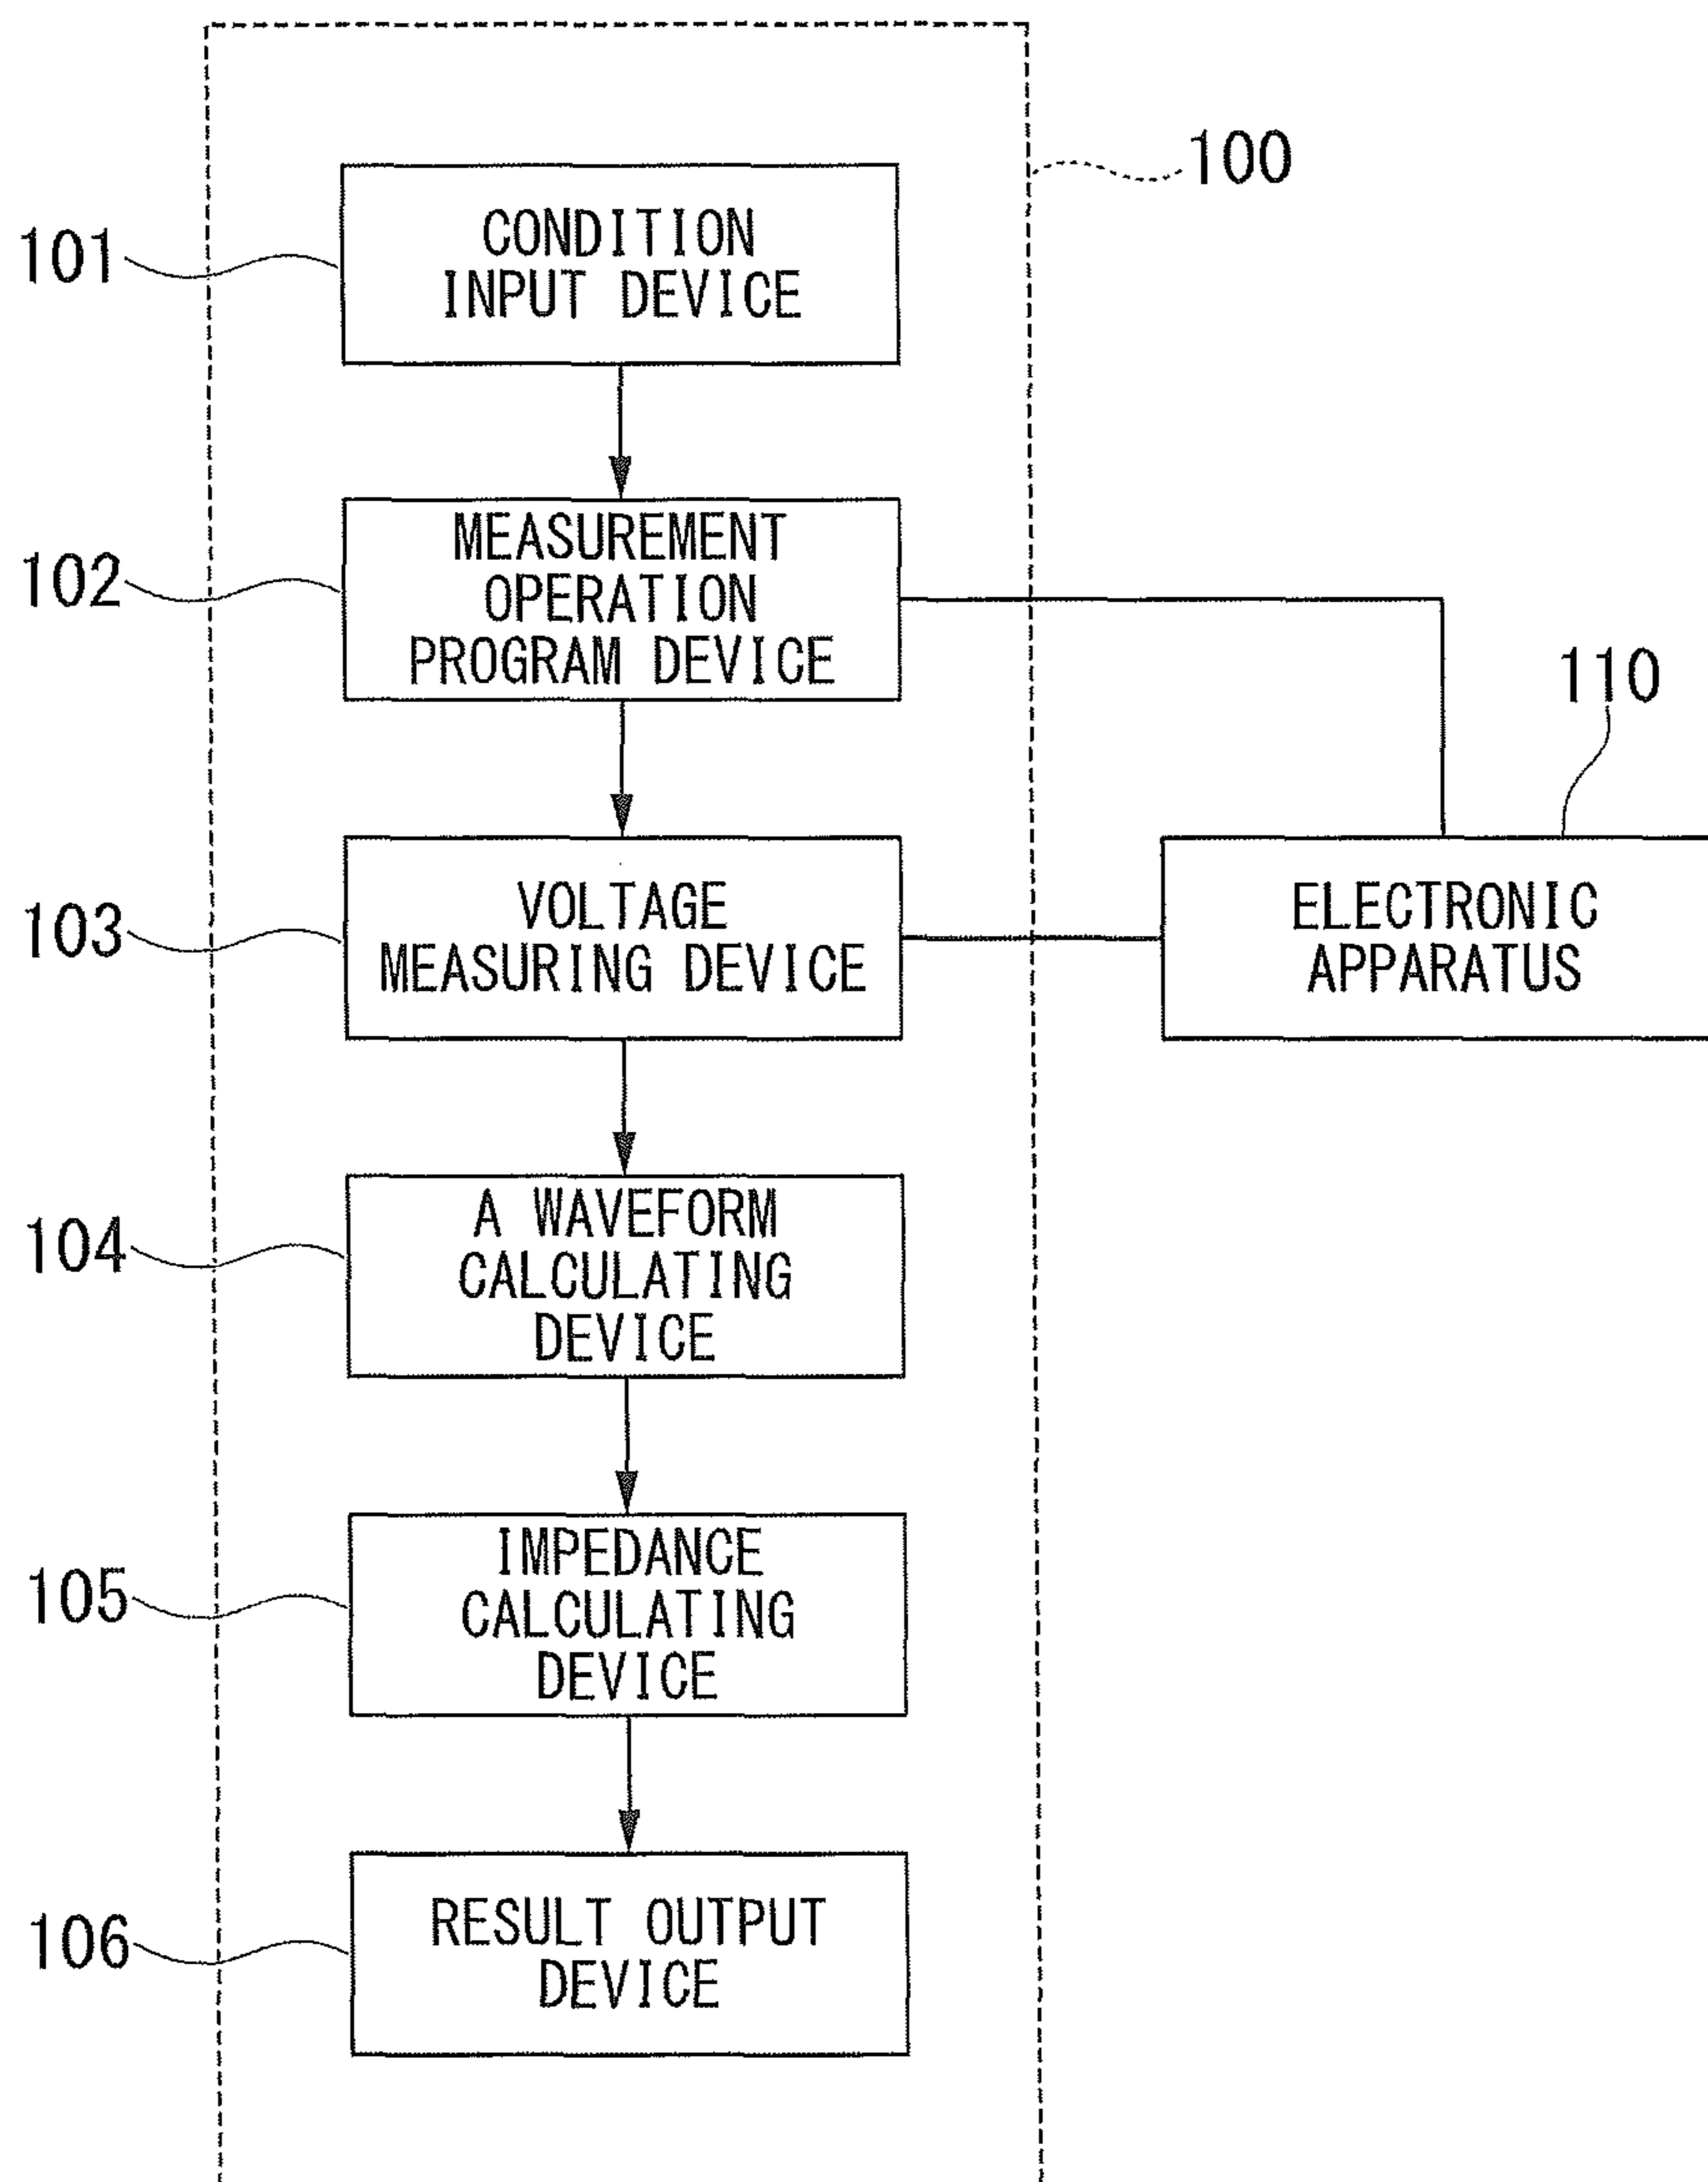 100
101
CONDITION
INPUT DEVICE
102
MEASUREMENT
OPERATION
PROGRAM DEVICE
110
103
VOLTAGE
MEASURING DEVICE
ELECTRONIC
APPARATUS
104
A WAVEFORM
CALCULATING
DEVICE
105
IMPEDANCE
CALCULATING
DEVICE
106
RESULT OUTPUT
DEVICE